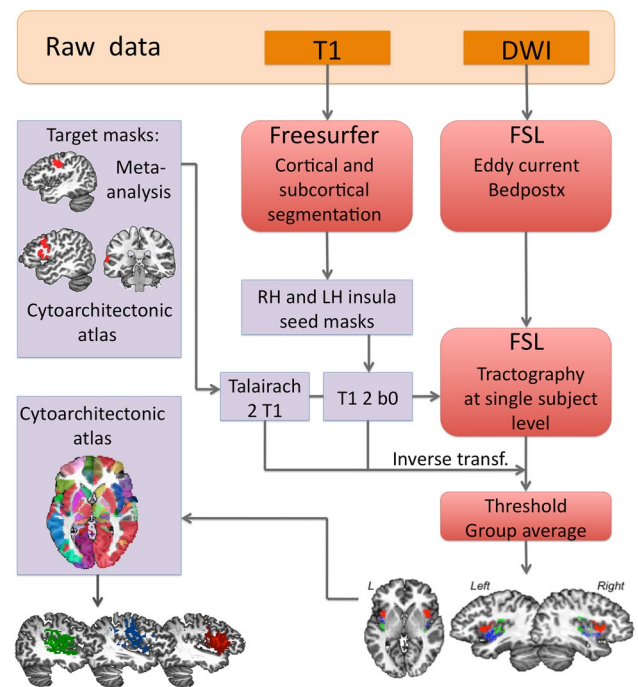 Raw data
T1
DWI
Target masks:
Meta-
analysis
Cytoarchitectonic
atlas
Freesurfer
Cortical and
subcortical
segmentation
FSL
Eddy current
Bedpostx
RH and LH insula
seed masks
Talairach
2 T1
T1 2 b0
FSL
Tractography
at single subject
level
Inverse transf.
Cytoarchitectonic
atlas
Threshold
Group average
L
Left
Right